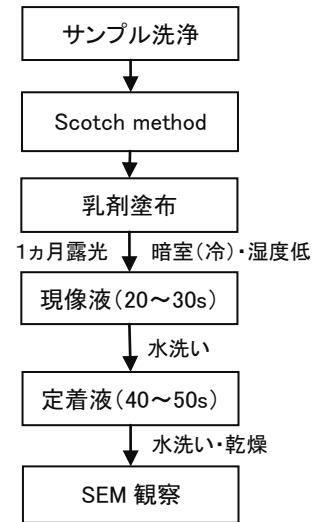 サンプル洗浄
Scotch method
乳剤塗布
1ヵ月露光 暗室(冷)・湿度低
現像液(20~30s)
水洗い
定着液(40~50s)
水洗い・乾燥
SEM 観察